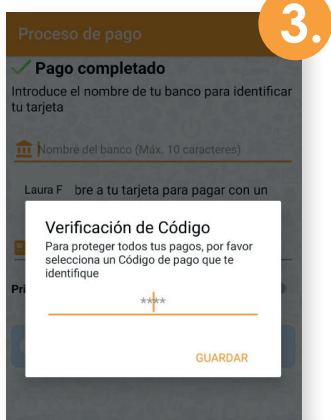 3.
Proceso de pago
Pago completado
Introduce el nombre de tu banco para identificar
tu tarjeta
Nombre del banco (Máx. 10 caracteres)
Laura F bre a tu tarjeta para pagar con un
Verificación de Código
Para proteger todos tus pagos, por favor
selecciona un Código de pago que te
identifique
****
Pri
GUARDAR